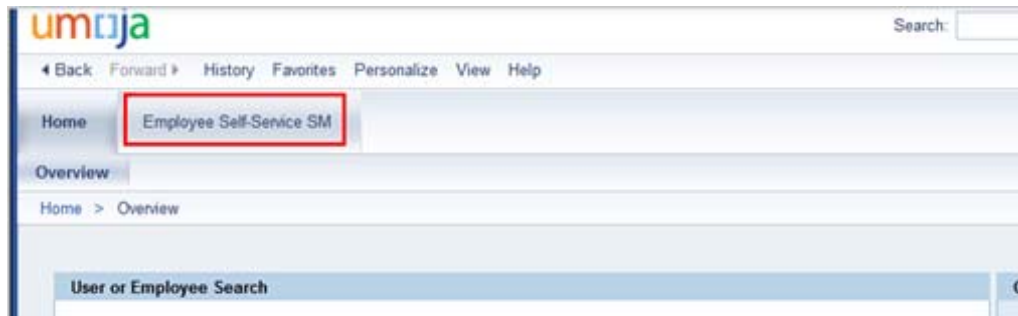 umoja
Search:
Back Forward History Favorites Personalize View Help
Home Employee Self-Service SM
Overview
Home > Overview
User or Employee Search